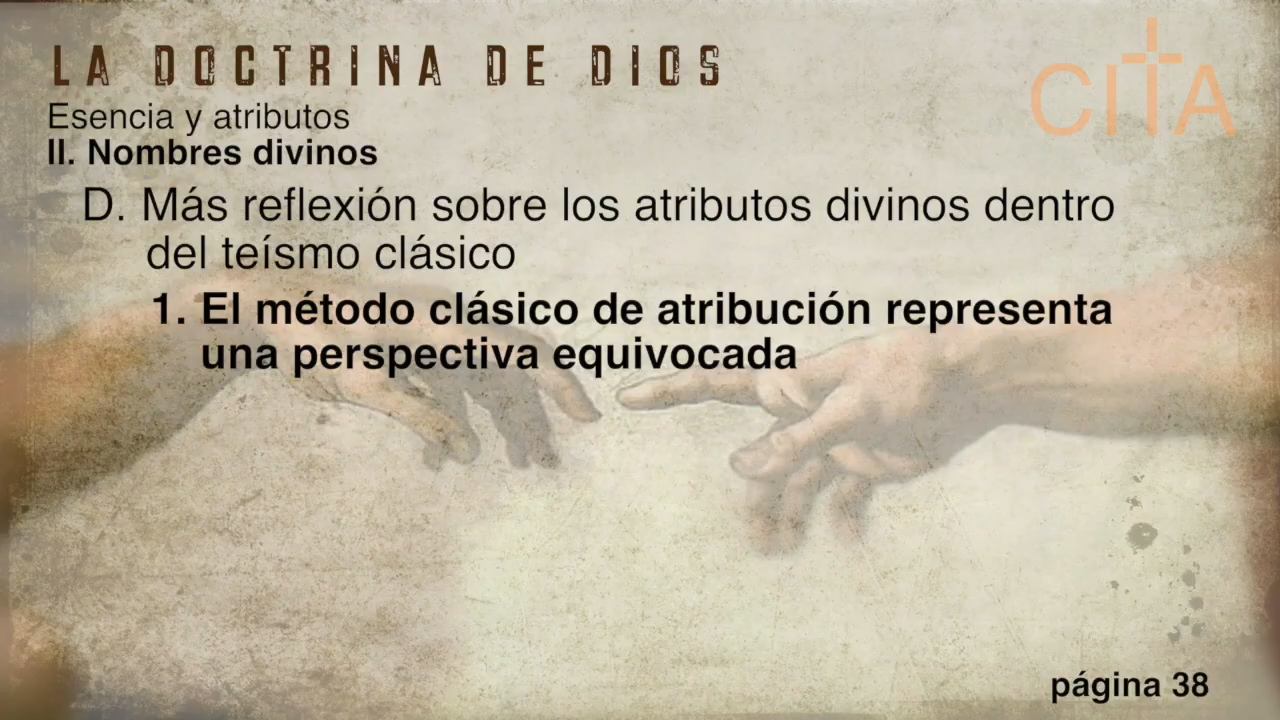 LA DOCTRINA DE DIOS
CITA
Esencia y atributos
II. Nombres divinos
D. Más reflexión sobre los atributos divinos dentro
del teísmo clásico
1. El método clásico de atribución representa
una perspectiva equivocada
página 38